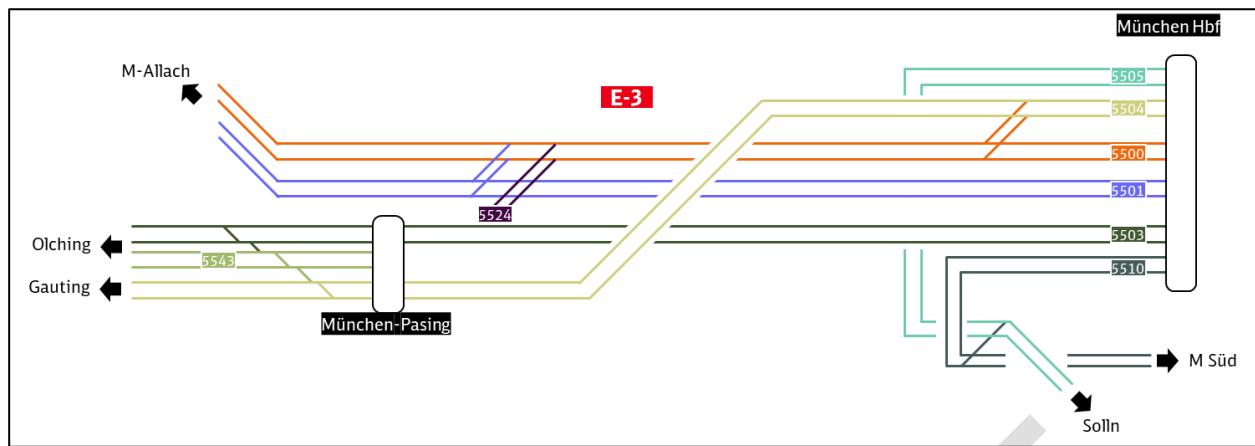 München Hbf
M-Allach
5505
E-3
5504
5500
5501
5524
5503
Olching
5543
5510
Gauting
München-Pasing
M Süd
Solln